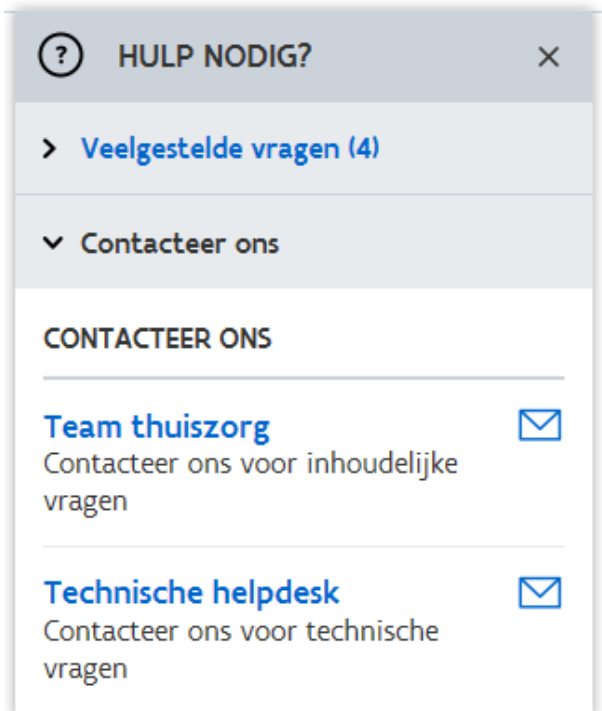 HULP NODIG?
Veelgestelde vragen (4)
Contacteer ons
CONTACTEER ONS
Team thuiszorg
Contacteer ons voor inhoudelijke
vragen
Technische helpdesk
Contacteer ons voor technische
vragen